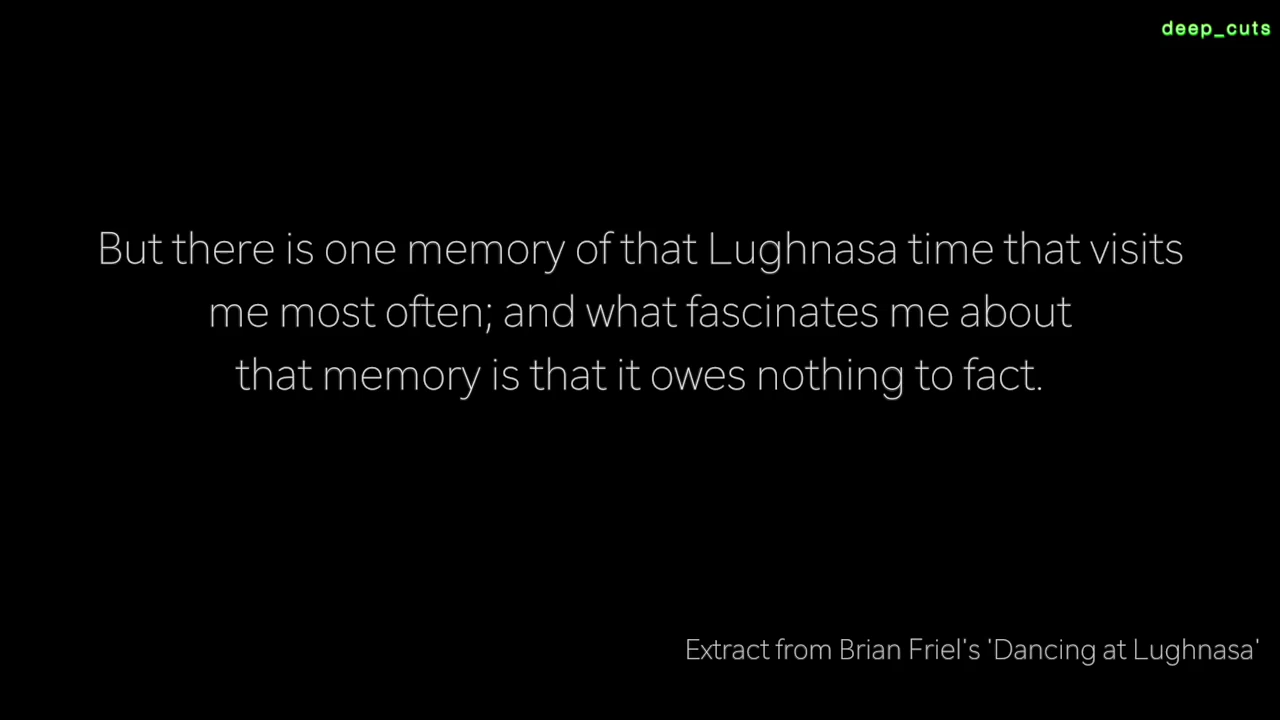 deep_cuts
But there is one memory of that Lughnasa time that visits
me most often; and what fascinates me about
that memory is that it owes nothing to fact.
Extract from Brian Friel's 'Dancing at Lughnasa'